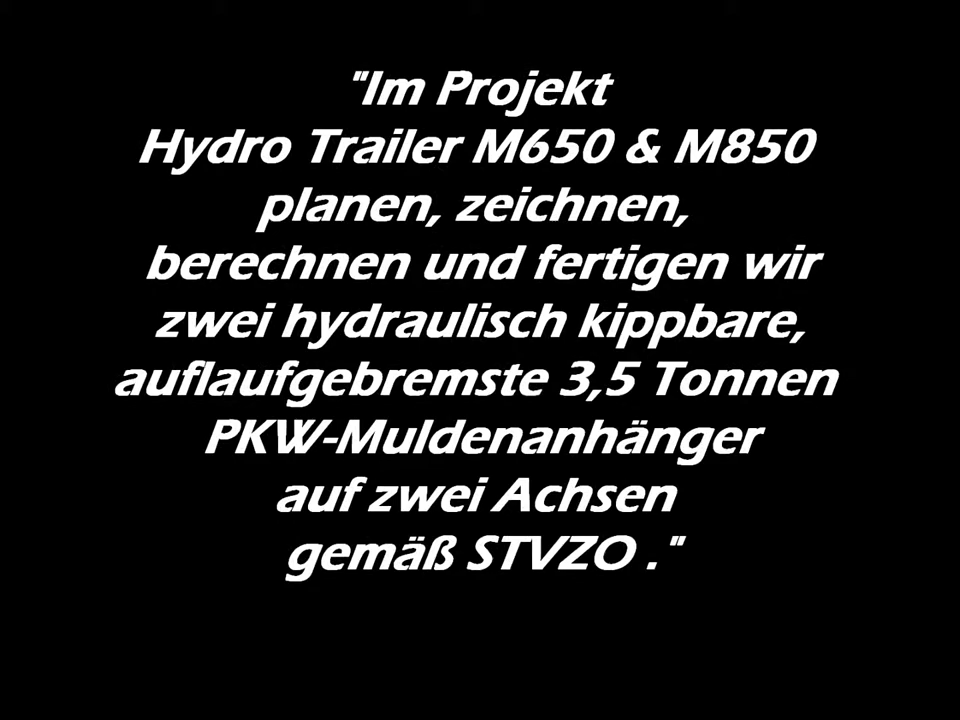 "Im Projekt
Hydro Trailer M650 & M850
planen, zeichnen,
berechnen und fertigen wir
zwei hydraulisch kippbare,
auflaufgebremste 3,5 Tonnen
PKW-Muldenanhänger
auf zwei Achsen
gemäß STVZO ."